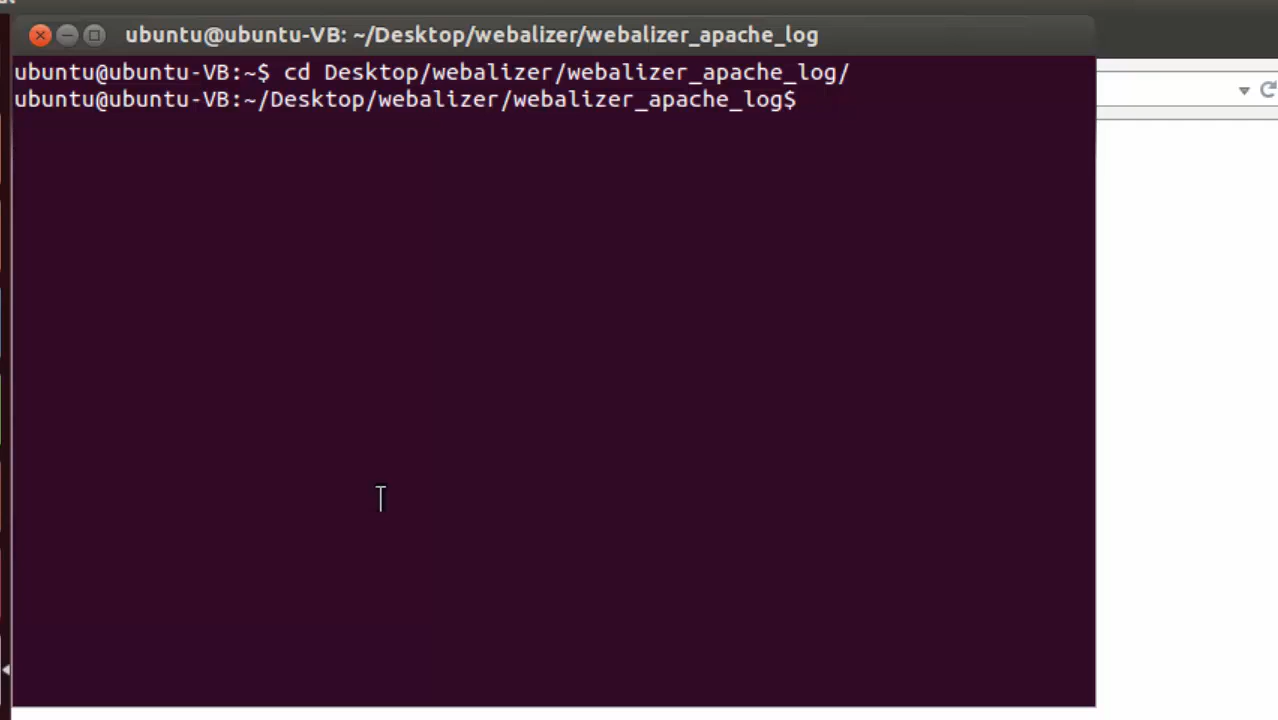 ubuntu@ubuntu-VB: ~/Desktop/webalizer/webalizer_apache_log
ubuntu@ubuntu-VB:~$ cd Desktop/webalizer/webalizer_apache_log/
ubuntu@ubuntu-VB:~/Desktop/webalizer/webalizer_apache_log$